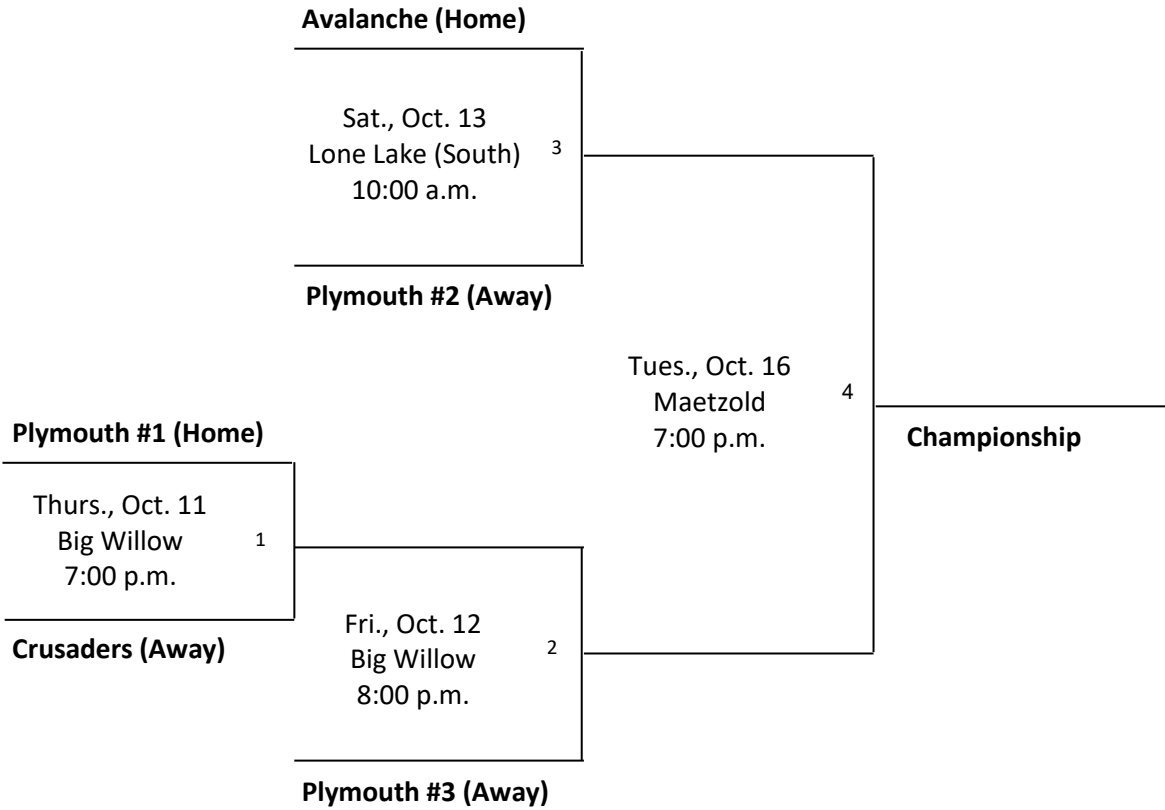 Avalanche (Home)
Sat., Oct. 13
Lone Lake (South)
3
10:00 a.m.
Plymouth #2 (Away)
Tues., Oct. 16
Maetzold
4
7:00 p.m.
Championship
Plymouth #1 (Home)
Thurs., Oct. 11
Big Willow
1
7:00 p.m.
Crusaders (Away)
Fri., Oct. 12
Big Willow
2
8:00 p.m.
Plymouth #3 (Away)